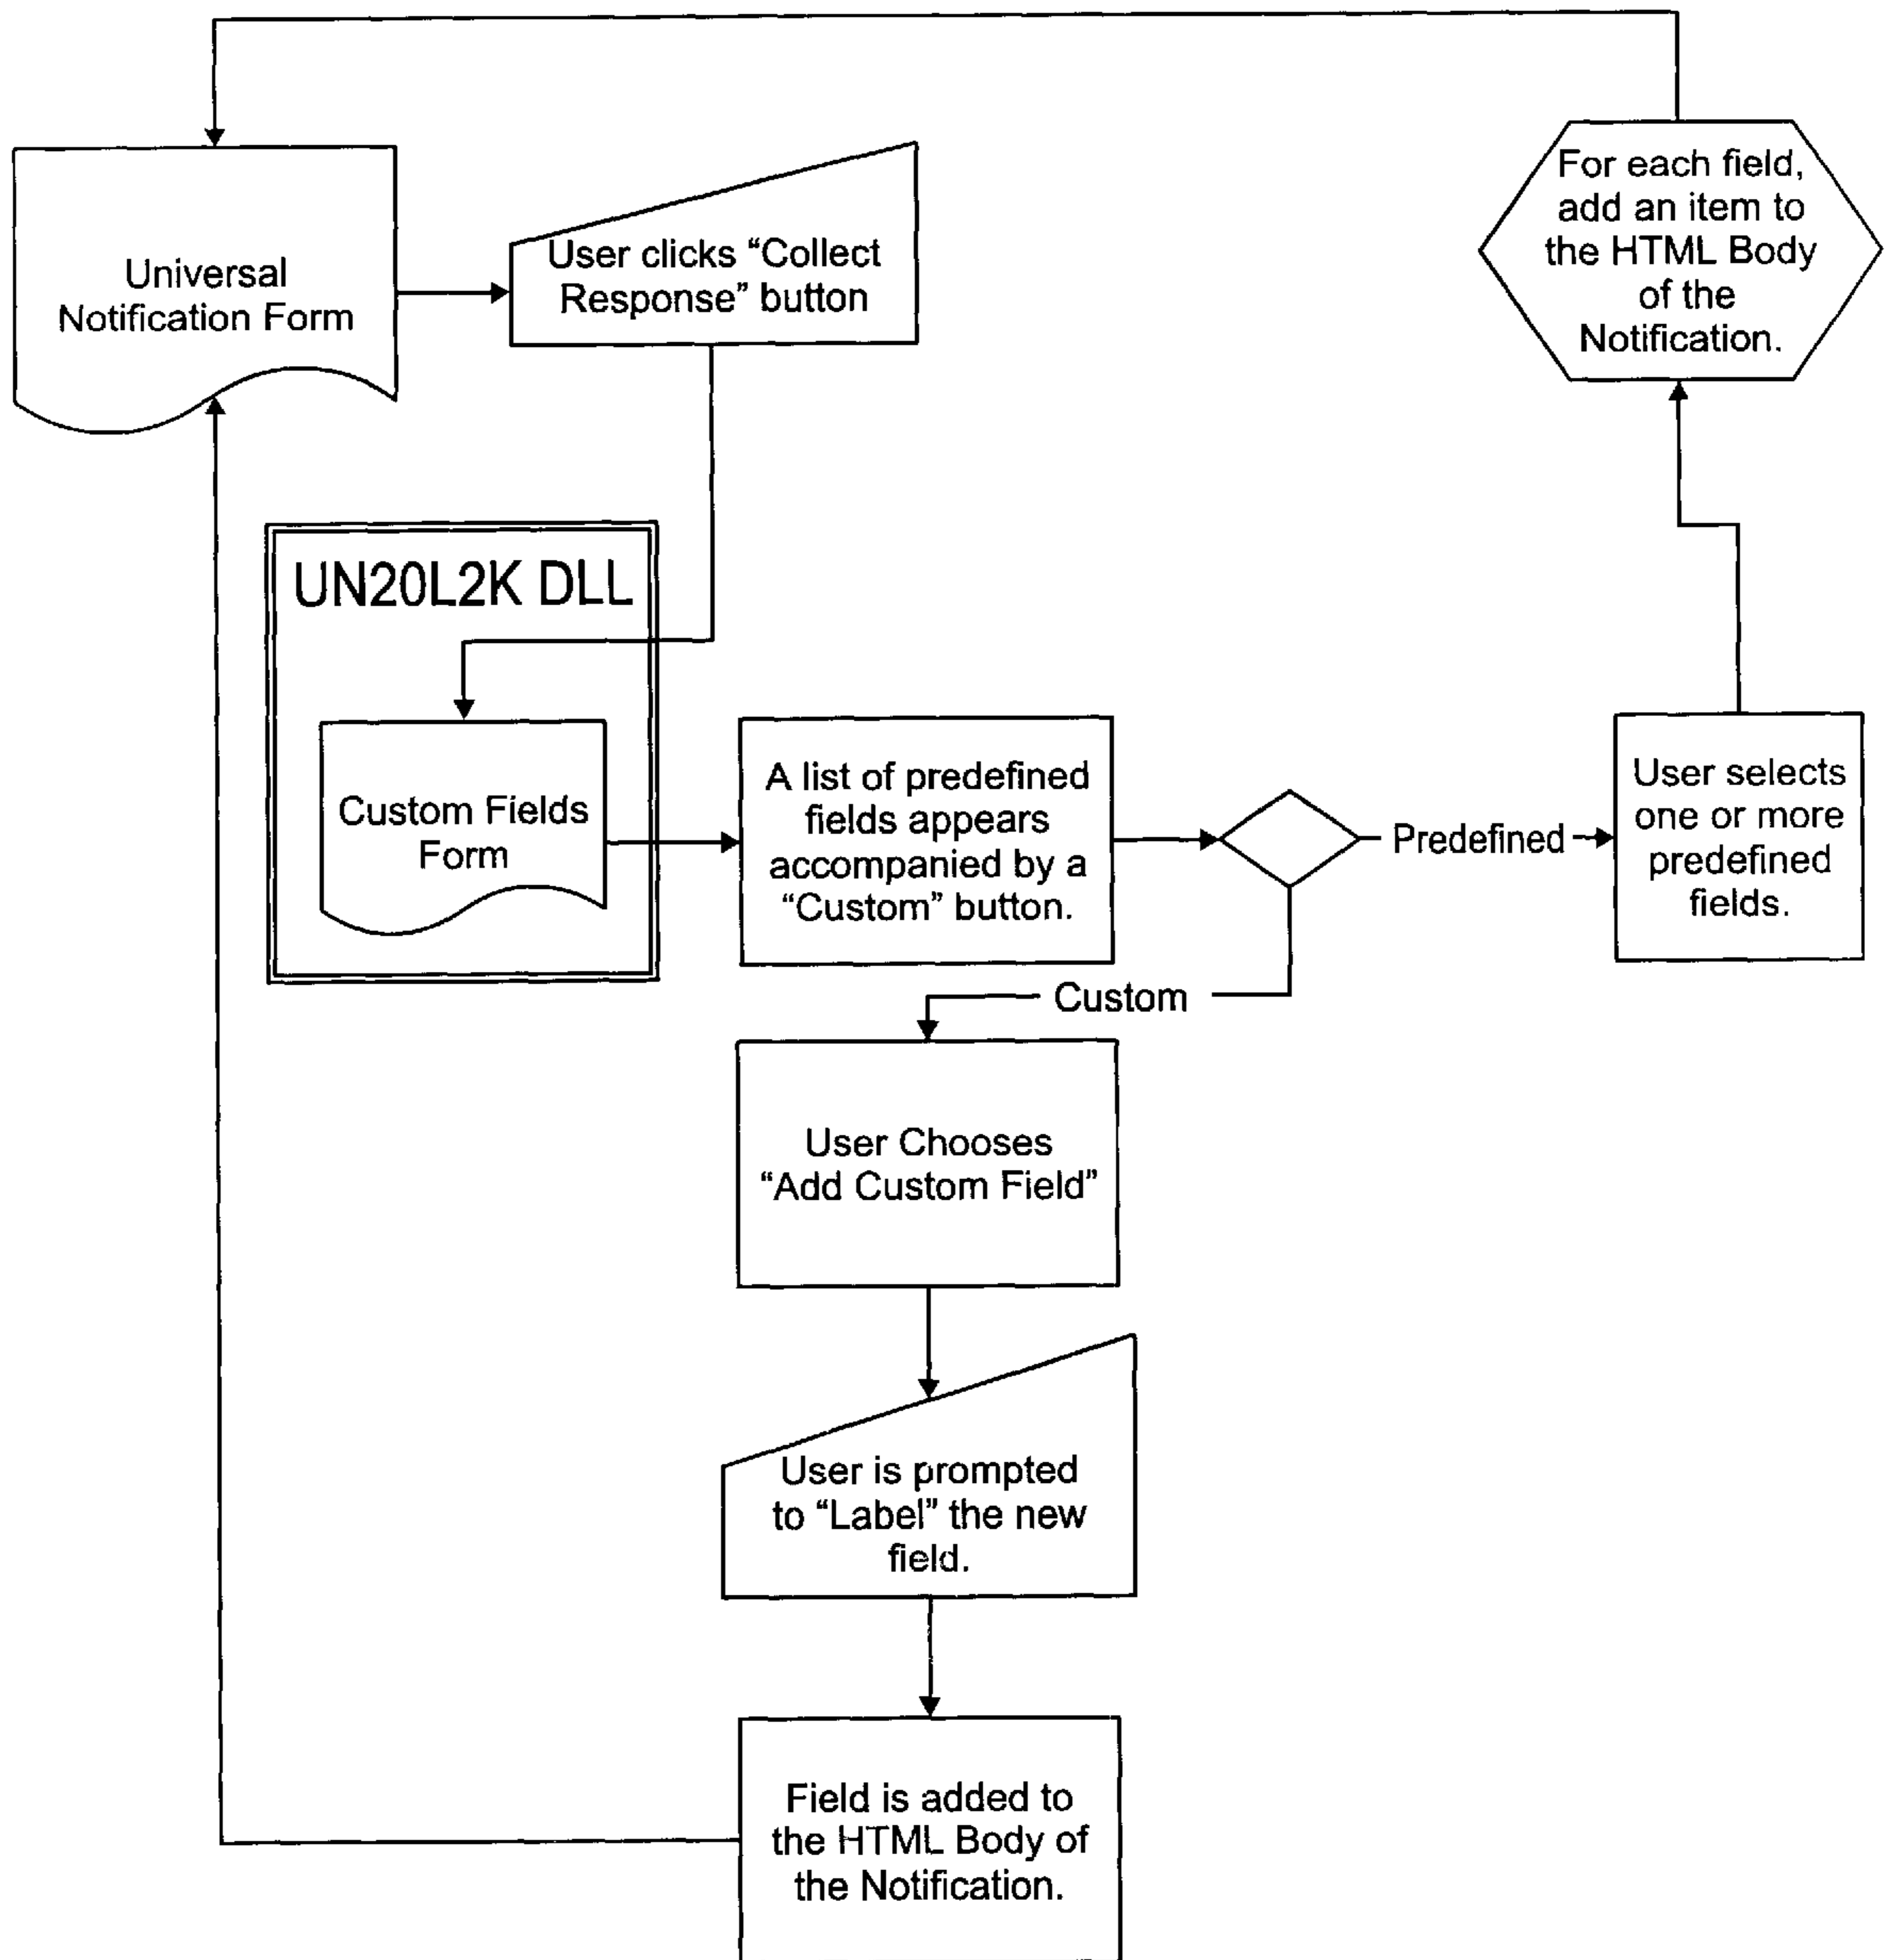 Universal
Notification Form
User clicks “Collect
Response” button
For each field,
add an item to
the HTML Body
of the
Notification.
UN20L2K DLL
Custom Fields
Form
A list of predefined
fields appears
accompanied by a
“Custom” button.
Predefined
User selects
one or more
predefined
fields.
Custom
User Chooses
“Add Custom Field”
User is prompted
to “Label” the new
field.
Field is added to
the HTML Body of
the Notification.